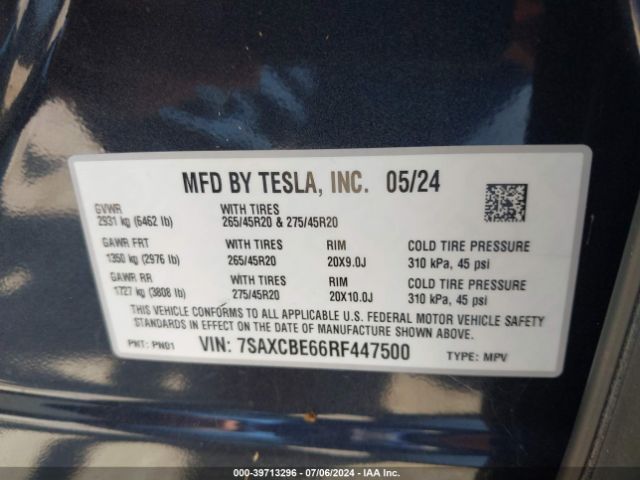 MFD BY TESLA, INC. 05/24
GVWR WITH TIRES
2931 kg (6462 lb) 265/45R20 & 275/45R20
GAWR FRT WITH TIRES RIM COLD TIRE PRESSURE
1350 kg (2976 lb) 265/45R20 20X9.0J 310 kPa, 45 psi
GAWR RR WITH TIRES RIM COLD TIRE PRESSURE
1727 kg (3808 lb) 275/45R20 20X10.0J 310 kPa, 45 psi
THIS VEHICLE CONFORMS TO ALL APPLICABLE U.S. FEDERAL MOTOR VEHICLE SAFETY
STANDARDS IN EFFECT ON THE DATE OF MANUFACTURE SHOWN ABOVE.
PNT: PN01 VIN: 7SAXCBE66RF447500 TYPE: MPV
000-39713296 - 07/06/2024 - IAA Inc.